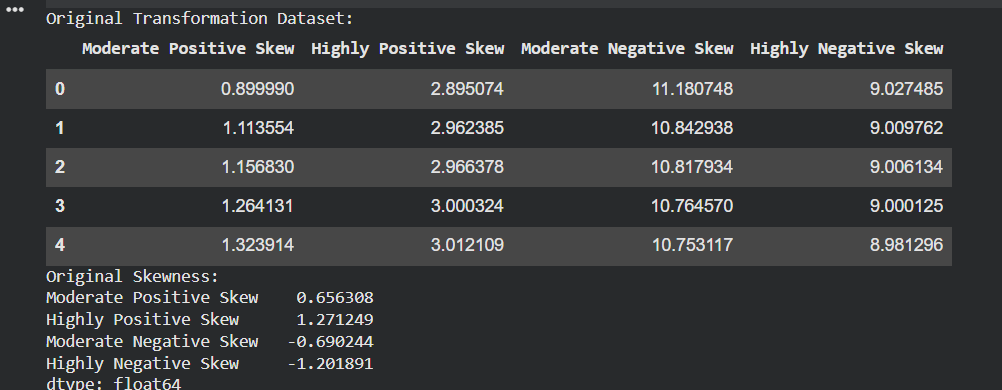 Original Transformation Dataset:
Moderate Positive Skew Highly Positive Skew Moderate Negative Skew Highly Negative Skew
0 0.899990 2.895074 11.180748 9.027485
1 1.113554 2.962385 10.842938 9.009762
2 1.156830 2.966378 10.817934 9.006134
3 1.264131 3.000324 10.764570 9.000125
4 1.323914 3.012109 10.753117 8.981296
Original Skewness:
Moderate Positive Skew 0.656308
Highly Positive Skew 1.271249
Moderate Negative Skew -0.690244
Highly Negative Skew -1.201891
dtype: float64